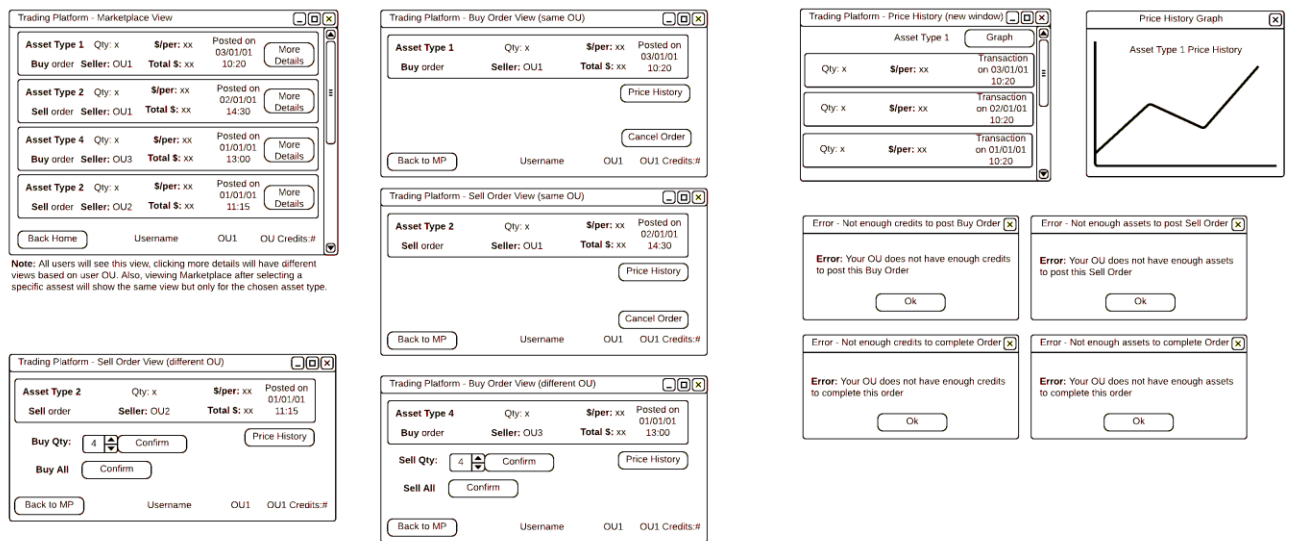 Trading Platform - Marketplace View
Asset Type 1 Qty: x $/per: xx Posted on
03/01/01
Buy order Seller: OU1 Total $: xx 10:20
More
Details
Asset Type 2 Qty: x $/per: xx Posted on
02/01/01
Sell order Seller: OU1 Total $: xx 14:30
More
Details
Asset Type 4 Qty: x $/per: xx Posted on
01/01/01
Buy order Seller: OU3 Total $: xx 13:00
More
Details
Asset Type 2 Qty: x $/per: xx Posted on
01/01/01
Sell order Seller: OU2 Total $: xx 11:15
More
Details
Back Home Username OU1 OU Credits:#
Note: All users will see this view, clicking more details will have different
views based on user OU. Also, viewing Marketplace after selecting a
specific assest will show the same view but only for the chosen asset type.
Trading Platform - Sell Order View (different OU)
Asset Type 2 Qty: x $/per: xx Posted on
01/01/01
Sell order Seller: OU2 Total $: xx 11:15
Buy Qty: 4 Confirm Price History
Buy All Confirm
Back to MP Username OU1 OU1 Credits:#
Trading Platform - Buy Order View (same OU)
Asset Type 1 Qty: x $/per: xx Posted on
03/01/01
Buy order Seller: OU1 Total $: xx 10:20
Price History
Cancel Order
Back to MP Username OU1 OU1 Credits:#
Trading Platform - Sell Order View (same OU)
Asset Type 2 Qty: x $/per: xx Posted on
02/01/01
Sell order Seller: OU1 Total $: xx 14:30
Price History
Cancel Order
Back to MP Username OU1 OU1 Credits:#
Trading Platform - Buy Order View (different OU)
Asset Type 4 Qty: x $/per: xx Posted on
01/01/01
Buy order Seller: OU3 Total $: xx 13:00
Sell Qty: 4 Confirm Price History
Sell All Confirm
Back to MP Username OU1 OU1 Credits:#
Trading Platform - Price History (new window)
Asset Type 1 Graph
Qty: x $/per: xx Transaction
on 03/01/01
10:20
Qty: x $/per: xx Transaction
on 02/01/01
10:20
Qty: x $/per: xx Transaction
on 01/01/01
10:20
Price History Graph
Asset Type 1 Price History
Error - Not enough credits to post Buy Order
Error: Your OU does not have enough credits
to post this Buy Order
Ok
Error - Not enough assets to post Sell Order
Error: Your OU does not have enough assets
to post this Sell Order
Ok
Error - Not enough credits to complete Order
Error: Your OU does not have enough credits
to complete this order
Ok
Error - Not enough assets to complete Order
Error: Your OU does not have enough assets
to complete this order
Ok